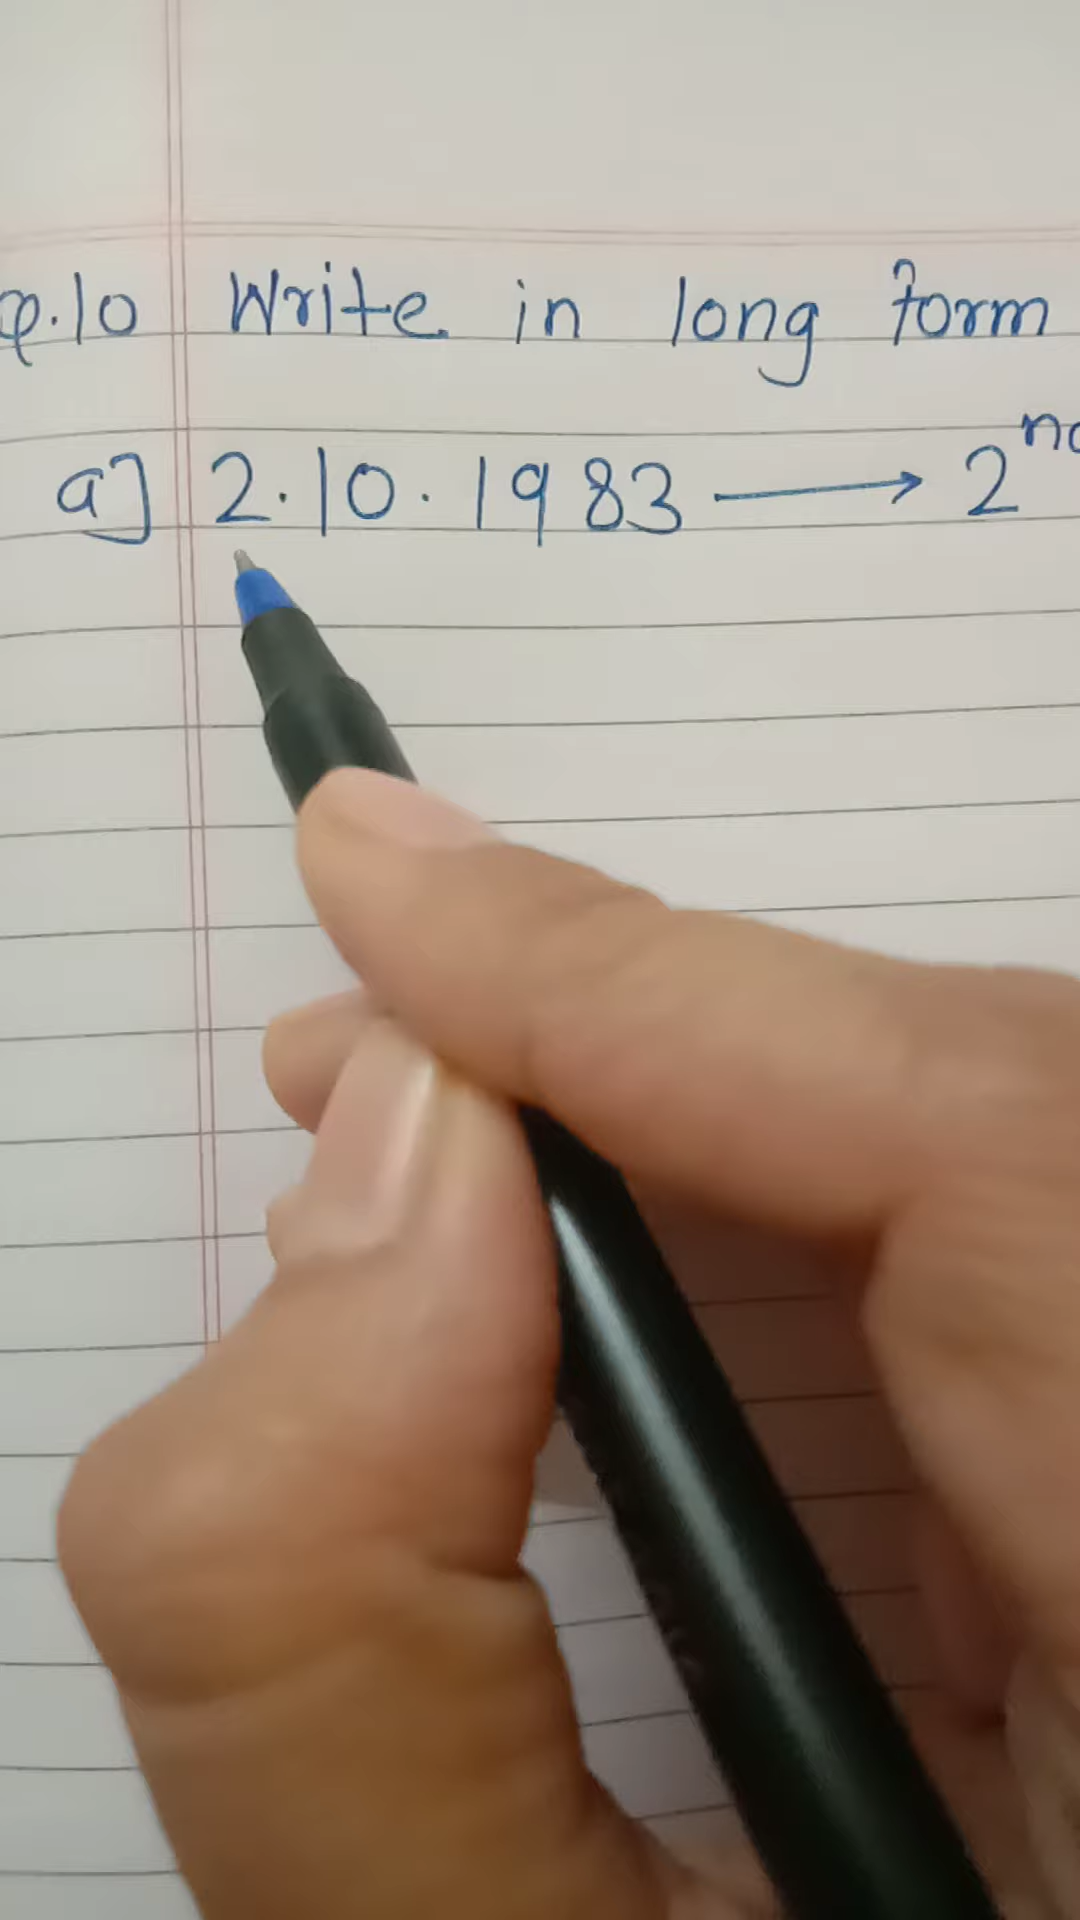 Q.10 Write in long form
a] 2.10.1983 → 2nd